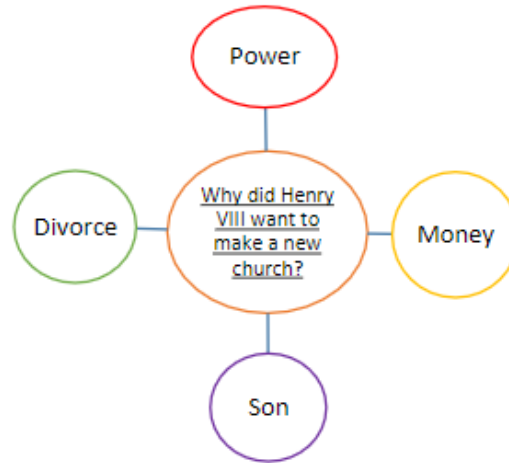 Power
Divorce
Why did Henry
VIII want to
make a new
church?
Money
Son